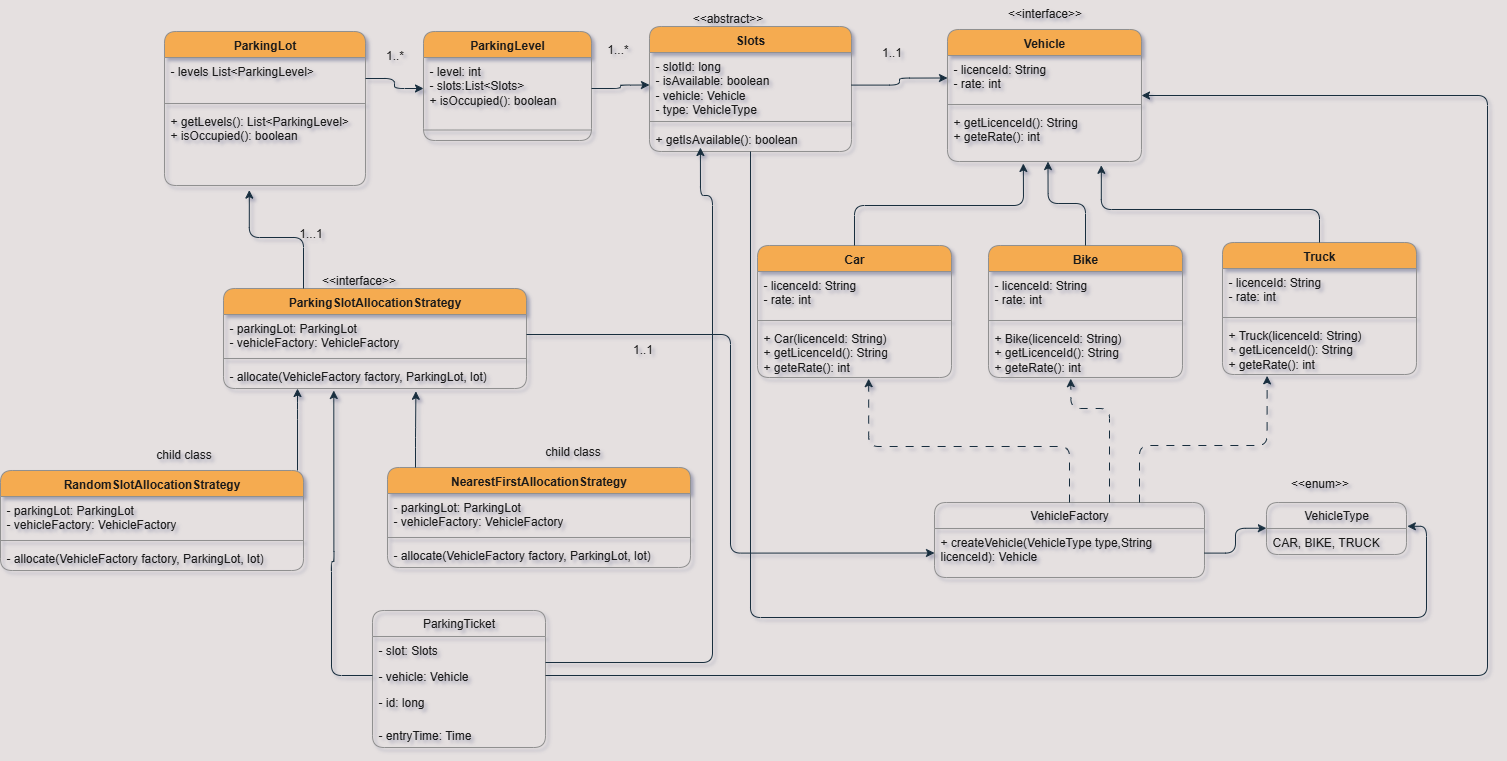 ParkingLot
- levels List<ParkingLevel>
+ getLevels(): List<ParkingLevel>
+ isOccupied(): boolean
1..*
ParkingLevel
- level: int
- slots:List<Slots>
+ isOccupied(): boolean
1...*
<<abstract>>
Slots
- slotId: long
- isAvailable: boolean
- vehicle: Vehicle
- type: VehicleType
+ getIsAvailable(): boolean
1..1
<<interface>>
Vehicle
- licenceId: String
- rate: int
+ getLicenceId(): String
+ geteRate(): int
1...1
<<interface>>
ParkingSlotAllocationStrategy
- parkingLot: ParkingLot
- vehicleFactory: VehicleFactory
- allocate(VehicleFactory factory, ParkingLot, lot)
1..1
Car
- licenceId: String
- rate: int
+ Car(licenceId: String)
+ getLicenceId(): String
+ geteRate(): int
Bike
- licenceId: String
- rate: int
+ Bike(licenceId: String)
+ getLicenceId(): String
+ geteRate(): int
Truck
- licenceId: String
- rate: int
+ Truck(licenceId: String)
+ getLicenceId(): String
+ geteRate(): int
child class
RandomSlotAllocationStrategy
- parkingLot: ParkingLot
- vehicleFactory: VehicleFactory
- allocate(VehicleFactory factory, ParkingLot, lot)
child class
NearestFirstAllocationStrategy
- parkingLot: ParkingLot
- vehicleFactory: VehicleFactory
- allocate(VehicleFactory factory, ParkingLot, lot)
VehicleFactory
+ createVehicle(VehicleType type,String
licenceId): Vehicle
<<enum>>
VehicleType
CAR, BIKE, TRUCK
ParkingTicket
- slot: Slots
- vehicle: Vehicle
- id: long
- entryTime: Time